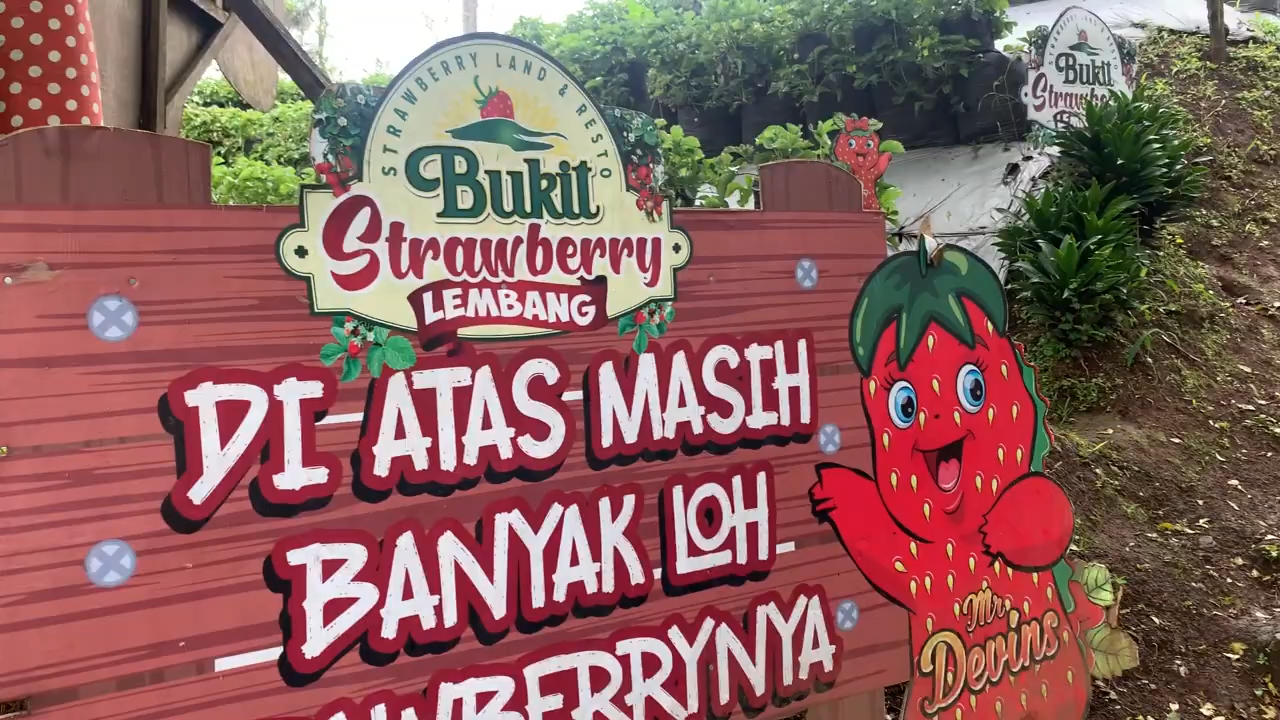 STRAWBERRY LAND & RESTO
Bukit
Strawberry
LEMBANG
DI ATAS MASIH
BANYAK LOH
Mr
Devins
Bukit